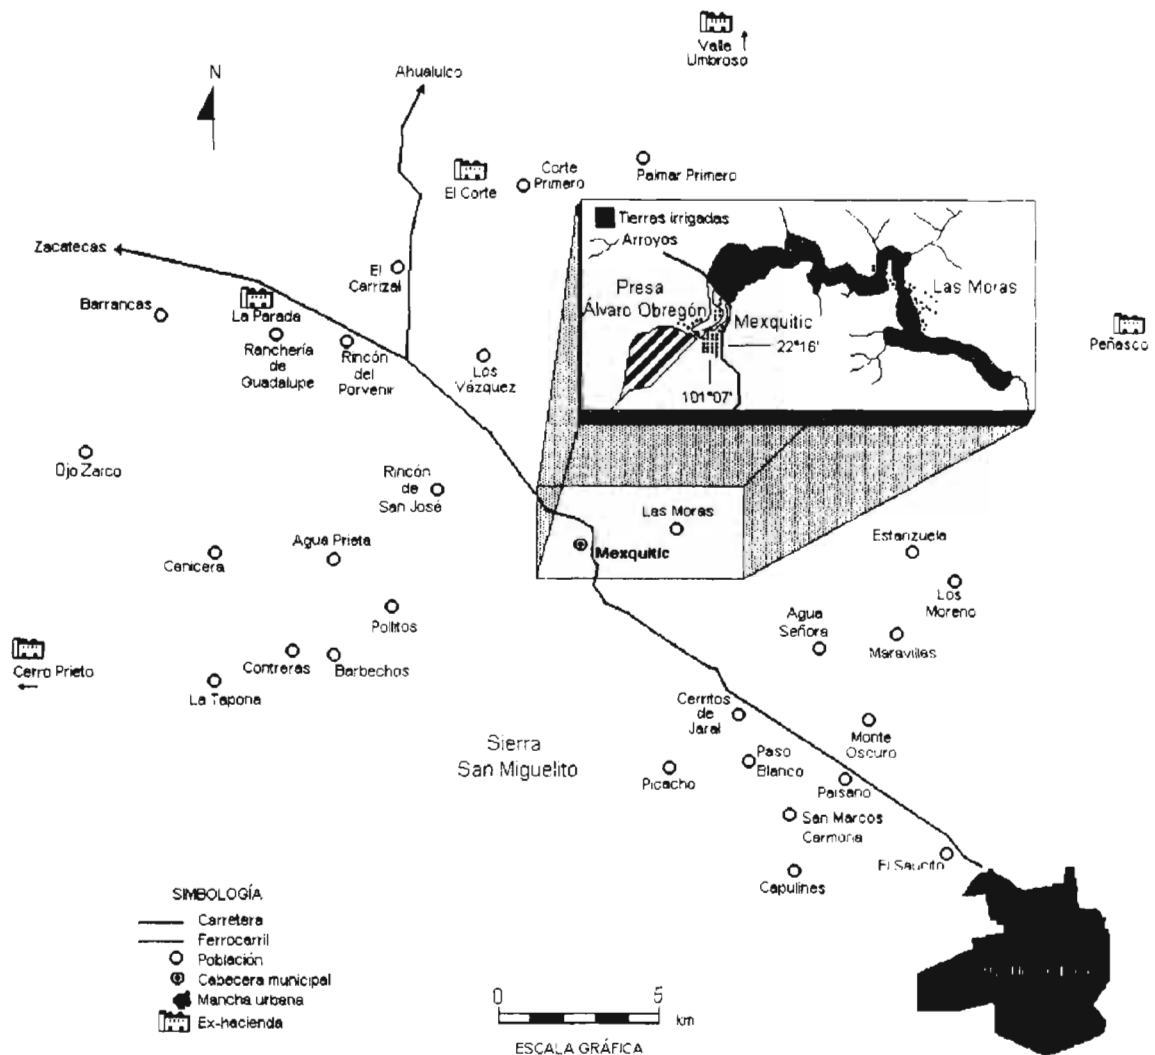 Valle
Umbroso
N
Ahualulco
El Corte
Corte
Primero
Palmar Primero
Zacatecas
El
Carrizal
Barrancas
La Parada
Ranchería
de
Guadalupe
Rincón
del
Porvenir
Los
Vázquez
Tierras irrigadas
Arroyos
Presa
Álvaro Obregón
Mexquitic
Las Moras
22°16'
101°07'
Peñasco
Ojo Zarco
Rincón
de
San José
Las Moras
Mexquitic
Agua Prieta
Cenicera
Estanzuela
Los
Moreno
Pollitos
Agua
Señora
Maravillas
Cerro Prieto
Contreras
Barbechos
La Tapona
Cerritos
de
Jaral
Sierra
San Miguelito
Monte
Oscuro
Paso
Blanco
Picacho
Paisano
San Marcos
Carmona
El Saucito
Capulines
SIMBOLOGÍA
Carretera
Ferrocarril
Población
Cabecera municipal
Mancha urbana
Ex-hacienda
0 5
km
ESCALA GRÁFICA